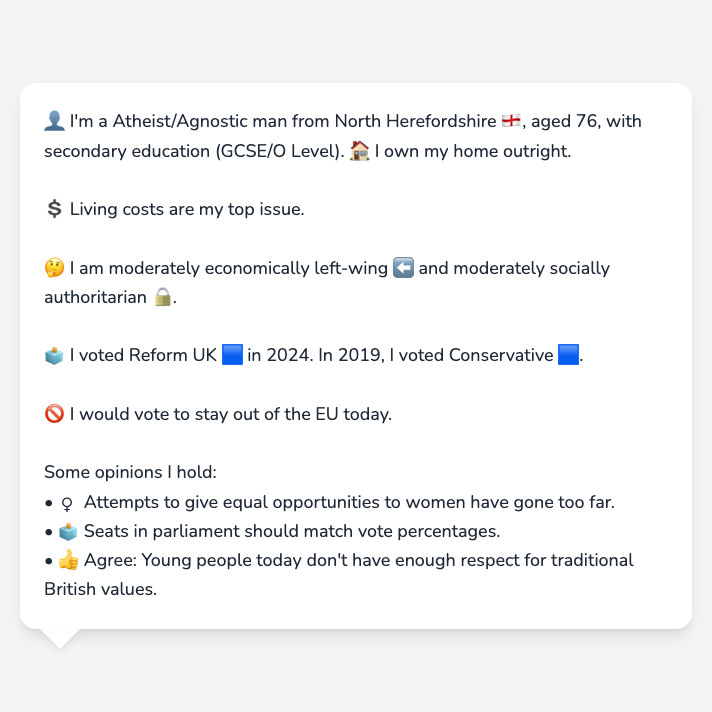 👤 I'm a Atheist/Agnostic man from North Herefordshire 🏴󠁧󠁢󠁥󠁮󠁧󠁿, aged 76, with
secondary education (GCSE/O Level). 🏠 I own my home outright.
💲 Living costs are my top issue.
🤔 I am moderately economically left-wing ⬅️ and moderately socially
authoritarian 🔒.
🗳️ I voted Reform UK 🟦 in 2024. In 2019, I voted Conservative 🟦.
🚫 I would vote to stay out of the EU today.
Some opinions I hold:
• ♀ Attempts to give equal opportunities to women have gone too far.
• 🗳️ Seats in parliament should match vote percentages.
• 👍 Agree: Young people today don't have enough respect for traditional
British values.